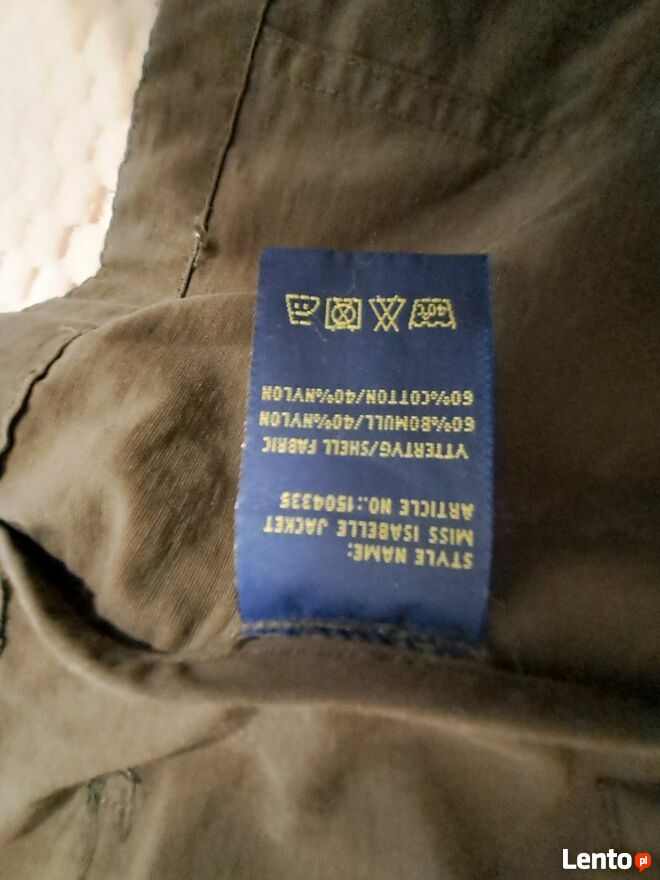 STYLE NAME:
MISS ISABELLE JACKET
ARTICLE NO.:1504335
YTTERTYG/SHELL FABRIC
60%BOMULL/40%NYLON
60%COTTON/40%NYLON
40°C
Lento.pl